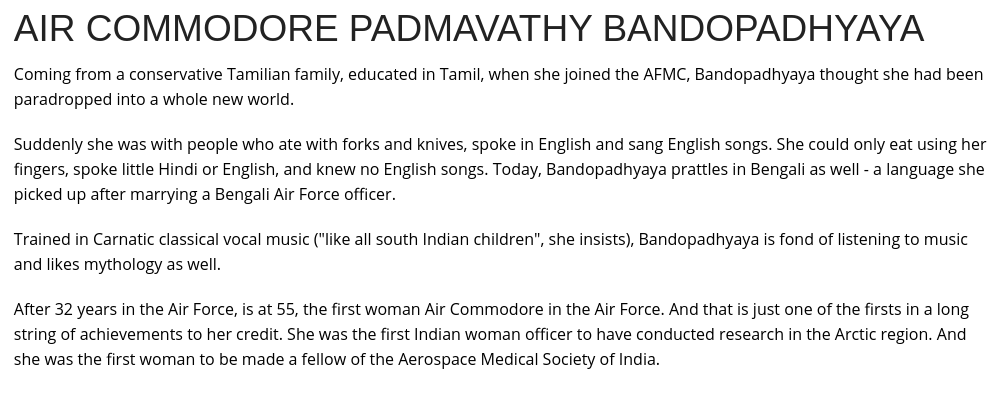 AIR COMMODORE PADMAVATHY BANDOPADHYAYA
Coming from a conservative Tamilian family, educated in Tamil, when she joined the AFMC, Bandopadhyaya thought she had been
paradropped into a whole new world.
Suddenly she was with people who ate with forks and knives, spoke in English and sang English songs. She could only eat using her
fingers, spoke little Hindi or English, and knew no English songs. Today, Bandopadhyaya prattles in Bengali as well - a language she
picked up after marrying a Bengali Air Force officer.
Trained in Carnatic classical vocal music ("like all south Indian children", she insists), Bandopadhyaya is fond of listening to music
and likes mythology as well.
After 32 years in the Air Force, is at 55, the first woman Air Commodore in the Air Force. And that is just one of the firsts in a long
string of achievements to her credit. She was the first Indian woman officer to have conducted research in the Arctic region. And
she was the first woman to be made a fellow of the Aerospace Medical Society of India.